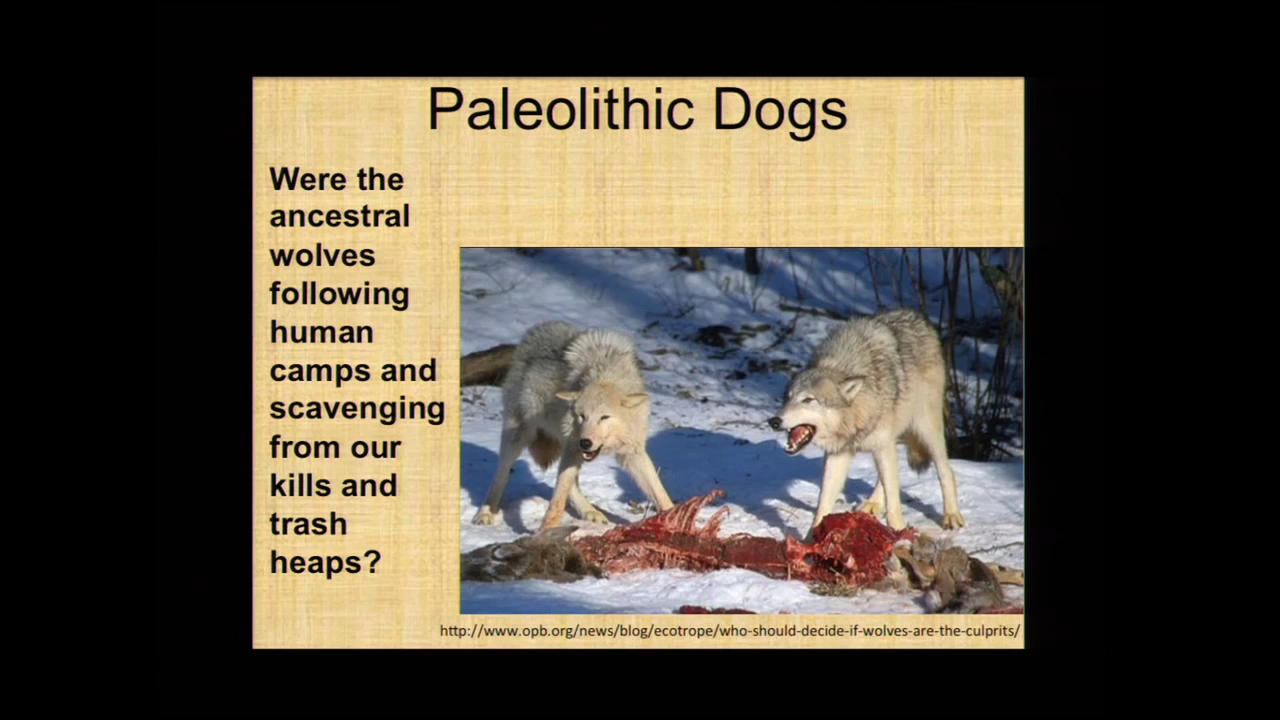 Paleolithic Dogs
Were the
ancestral
wolves
following
human
camps and
scavenging
from our
kills and
trash
heaps?
http://www.opb.org/news/blog/ecotrope/who-should-decide-if-wolves-are-the-culprits/